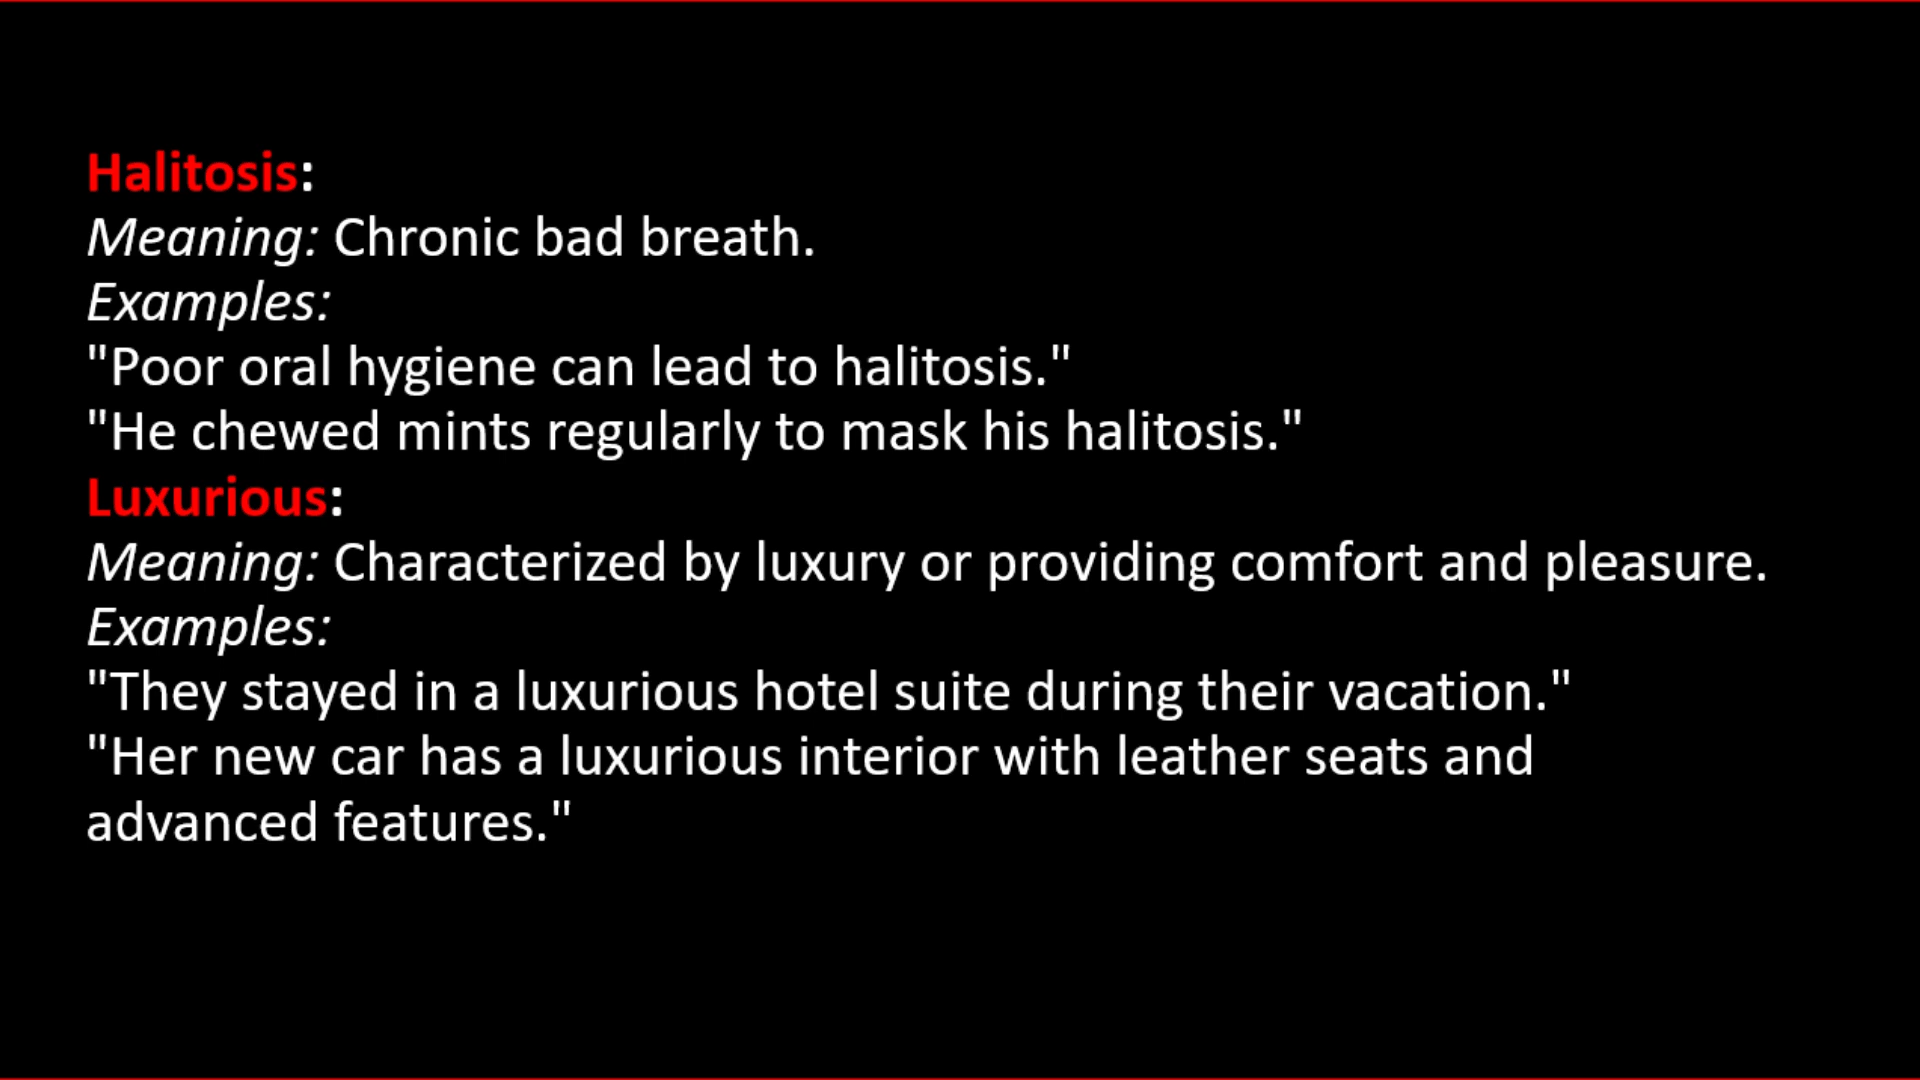 Halitosis:
Meaning: Chronic bad breath.
Examples:
"Poor oral hygiene can lead to halitosis."
"He chewed mints regularly to mask his halitosis."
Luxurious:
Meaning: Characterized by luxury or providing comfort and pleasure.
Examples:
"They stayed in a luxurious hotel suite during their vacation."
"Her new car has a luxurious interior with leather seats and
advanced features."